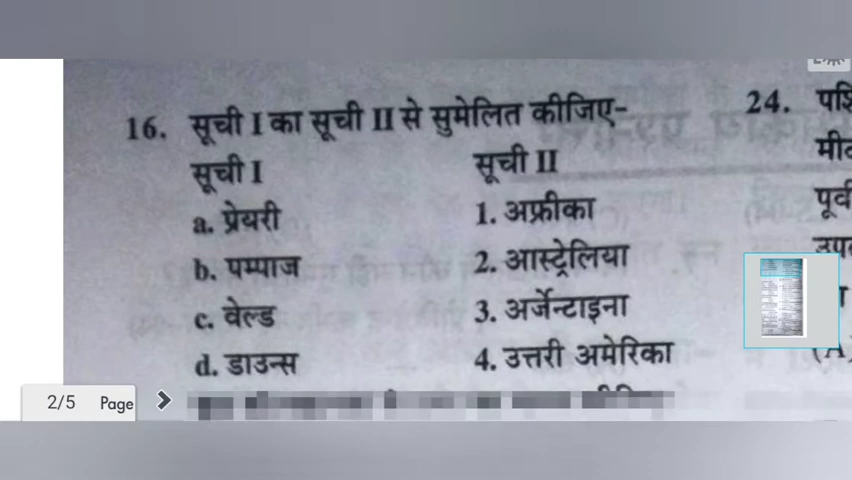 16. सूची I का सूची II से सुमेलित कीजिए-
सूची I सूची II
a. प्रेयरी 1. अफ्रीका
b. पम्पाज 2. आस्ट्रेलिया
c. वेल्ड 3. अर्जेन्टाइना
d. डाउन्स 4. उत्तरी अमेरिका
24.
मील
पूर्व
(A)
2/5 Page